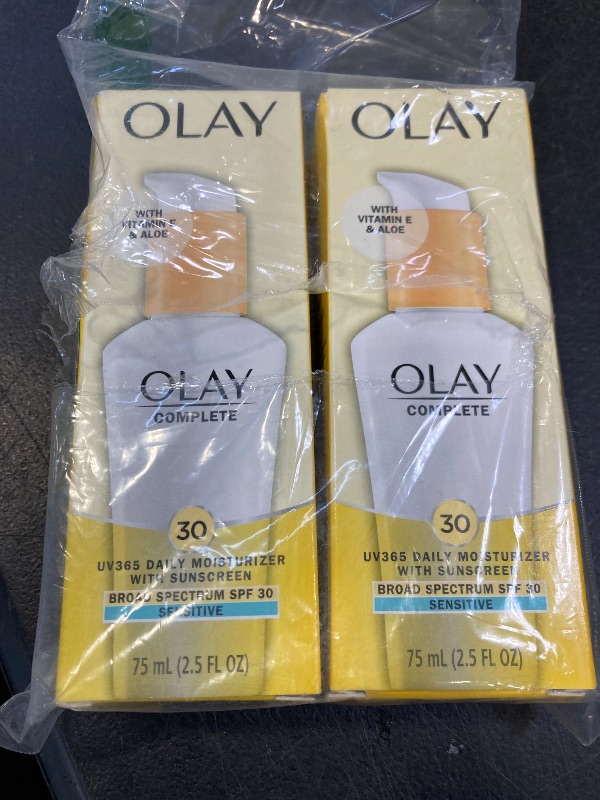 OLAY
WITH
VITAMIN E
& ALOE
OLAY
COMPLETE
30
UV365 DAILY MOISTURIZER
WITH SUNSCREEN
BROAD SPECTRUM SPF 30
SENSITIVE
75 mL (2.5 FL OZ)
OLAY
WITH
VITAMIN E
& ALOE
OLAY
COMPLETE
30
UV365 DAILY MOISTURIZER
WITH SUNSCREEN
BROAD SPECTRUM SPF 30
SENSITIVE
75 mL (2.5 FL OZ)